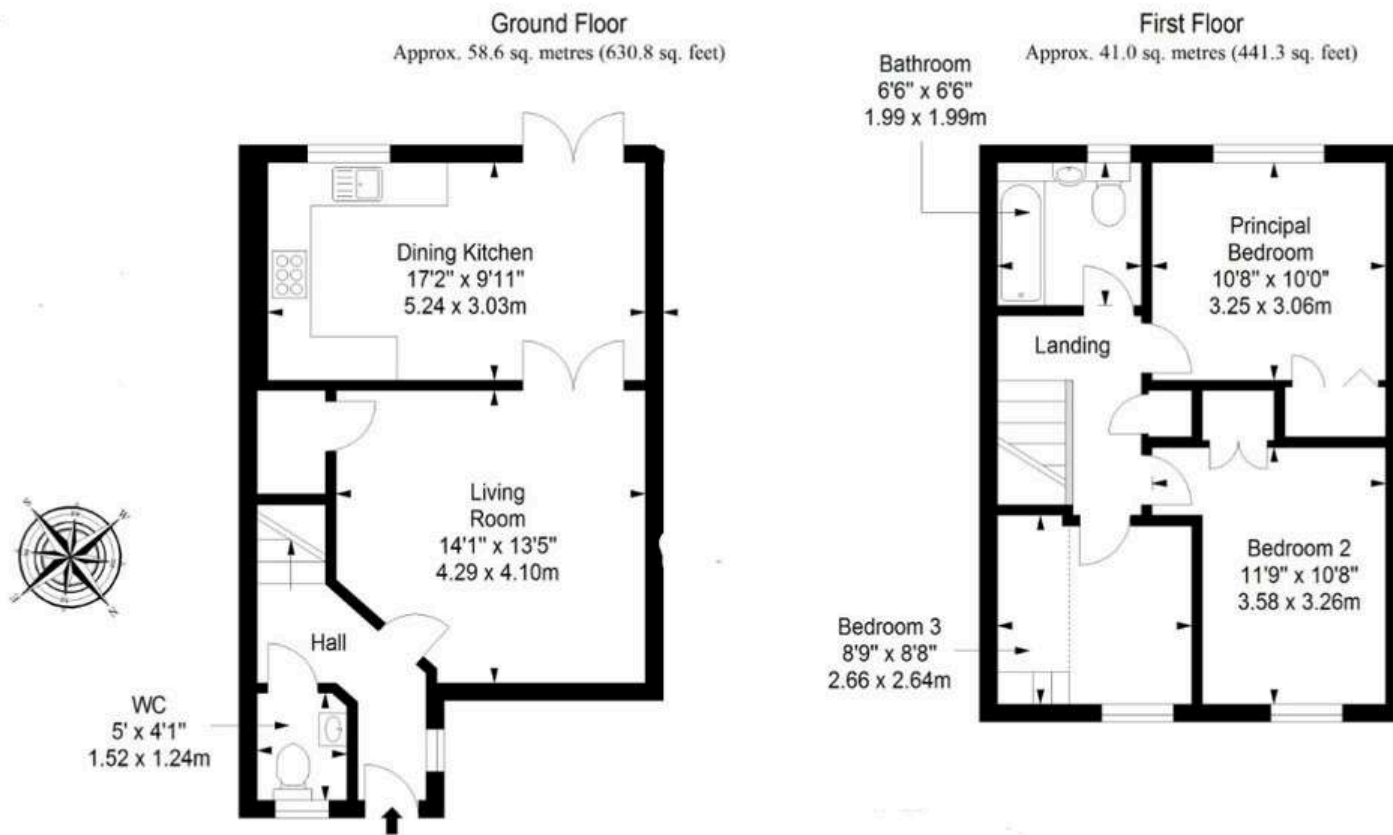 Ground Floor
Approx. 58.6 sq. metres (630.8 sq. feet)
Dining Kitchen
17'2" x 9'11"
5.24 x 3.03m
Living
Room
14'1" x 13'5"
4.29 x 4.10m
Hall
WC
5' x 4'1"
1.52 x 1.24m
S
W
N
First Floor
Approx. 41.0 sq. metres (441.3 sq. feet)
Bathroom
6'6" x 6'6"
1.99 x 1.99m
Principal
Bedroom
10'8" x 10'0"
3.25 x 3.06m
Landing
Bedroom 2
11'9" x 10'8"
3.58 x 3.26m
Bedroom 3
8'9" x 8'8"
2.66 x 2.64m